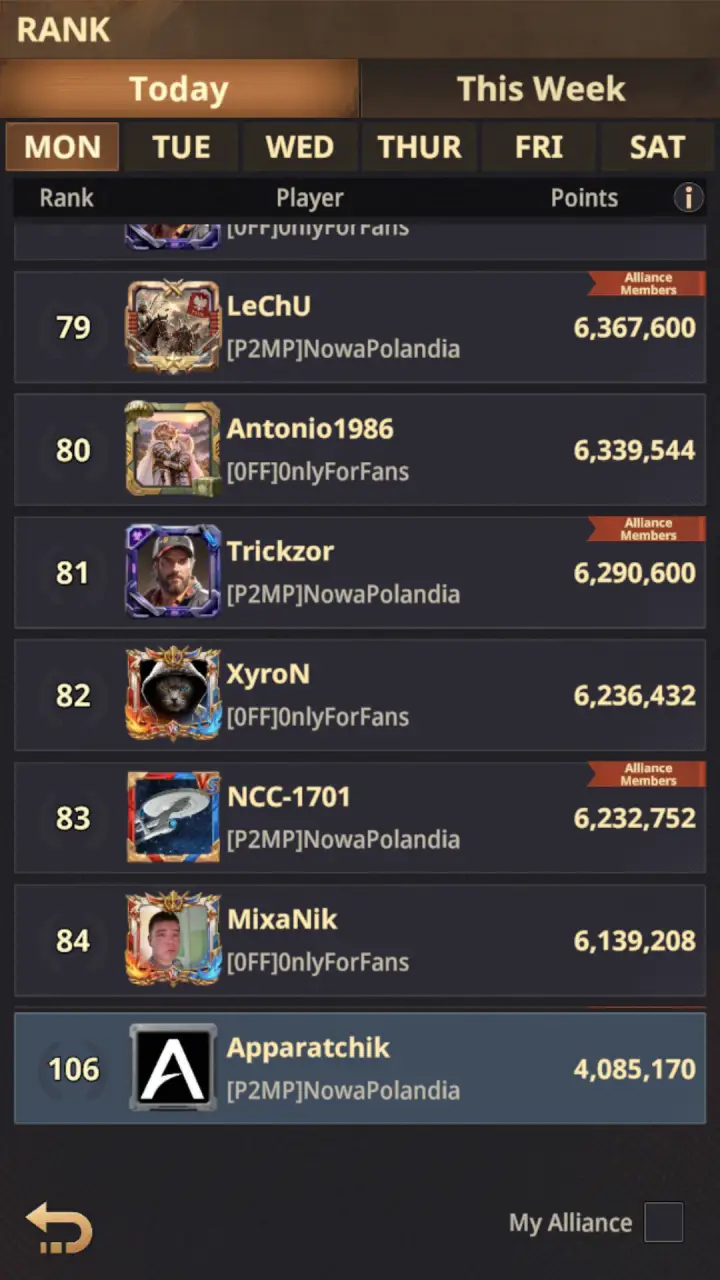 RANK
Today
This Week
MON
TUE
WED
THUR
FRI
SAT
Rank
Player
Points
i
[0FF]0nlyForFans
79
LeChU
[P2MP]NowaPolandia
Alliance
Members
6,367,600
80
Antonio1986
[0FF]0nlyForFans
6,339,544
81
Trickzor
[P2MP]NowaPolandia
Alliance
Members
6,290,600
82
XyroN
[0FF]0nlyForFans
6,236,432
83
VS
NCC-1701
[P2MP]NowaPolandia
Alliance
Members
6,232,752
84
MixaNik
[0FF]0nlyForFans
6,139,208
106
A
Apparatchik
[P2MP]NowaPolandia
4,085,170
My Alliance